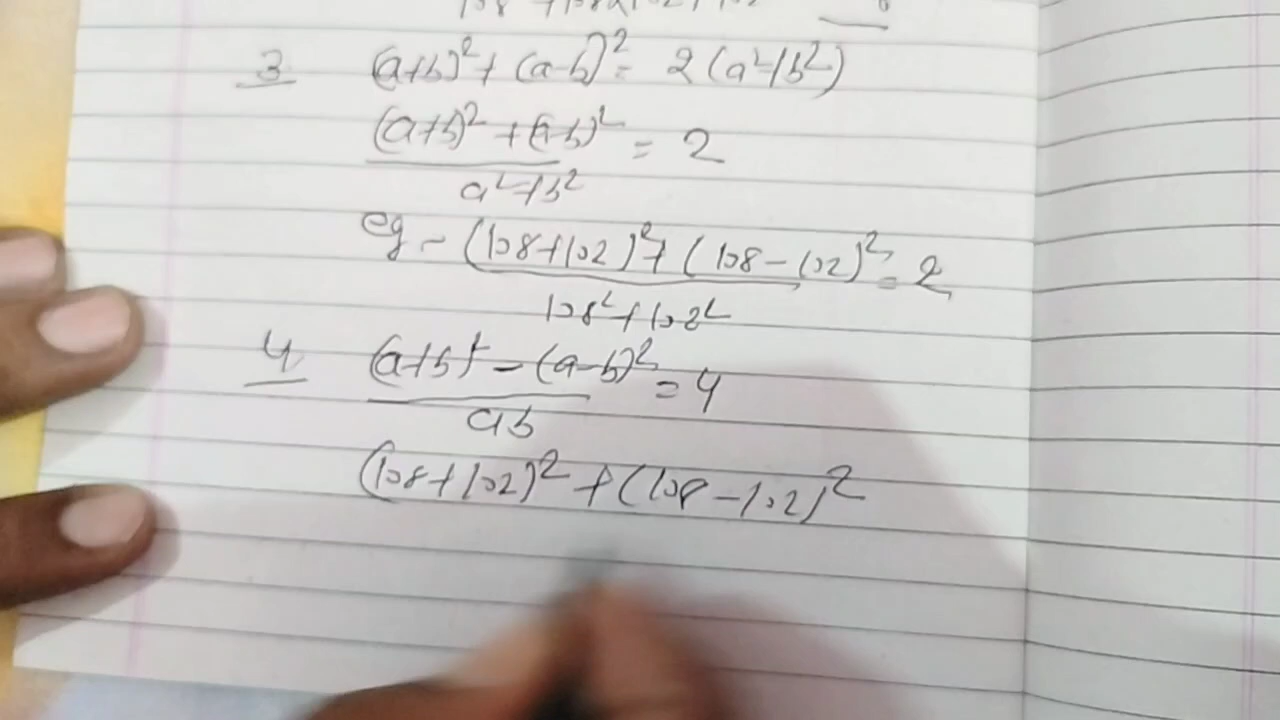 3 (a+b)²+(a-b)²= 2(a²+b²)
(a+b)²+(a-b)² = 2
a²+b²
eg - (108+102)²+(108-102)² = 2
108²+102²
4 (a+b)²-(a-b)² = 4
ab
(108+102)²+(108-102)²